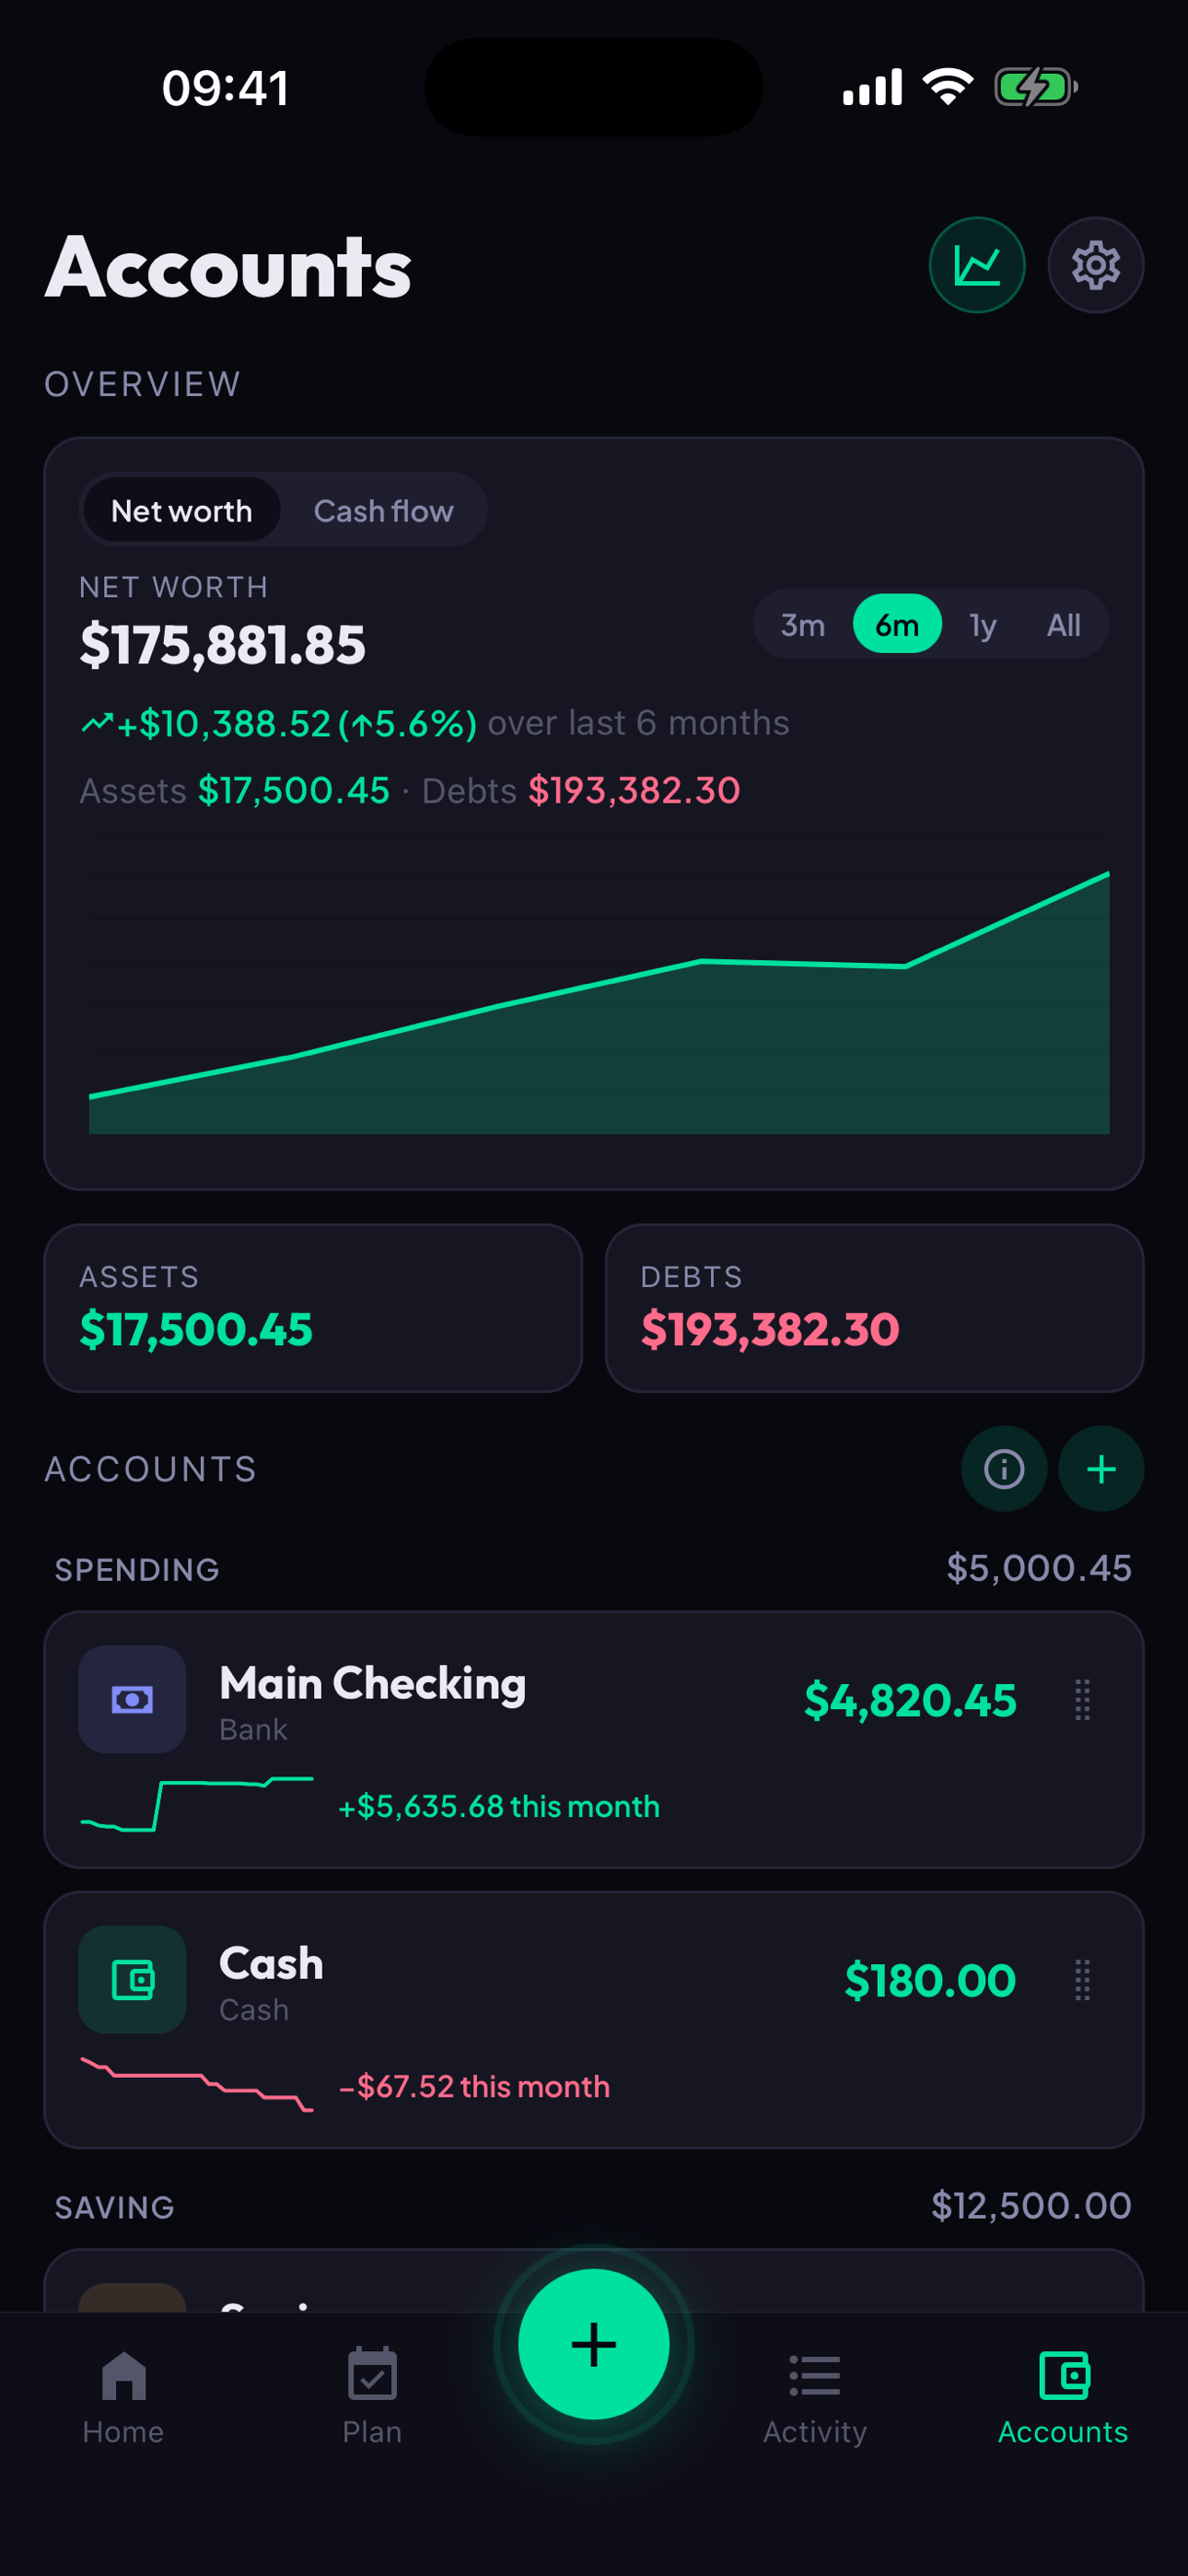 09:41
Accounts
OVERVIEW
Net worth Cash flow
NET WORTH
$175,881.85
3m 6m 1y All
+$10,388.52 (↑5.6%) over last 6 months
Assets $17,500.45 · Debts $193,382.30
ASSETS
$17,500.45
DEBTS
$193,382.30
ACCOUNTS
SPENDING $5,000.45
Main Checking
Bank
$4,820.45
+$5,635.68 this month
Cash
Cash
$180.00
−$67.52 this month
SAVING $12,500.00
Home Plan Activity Accounts